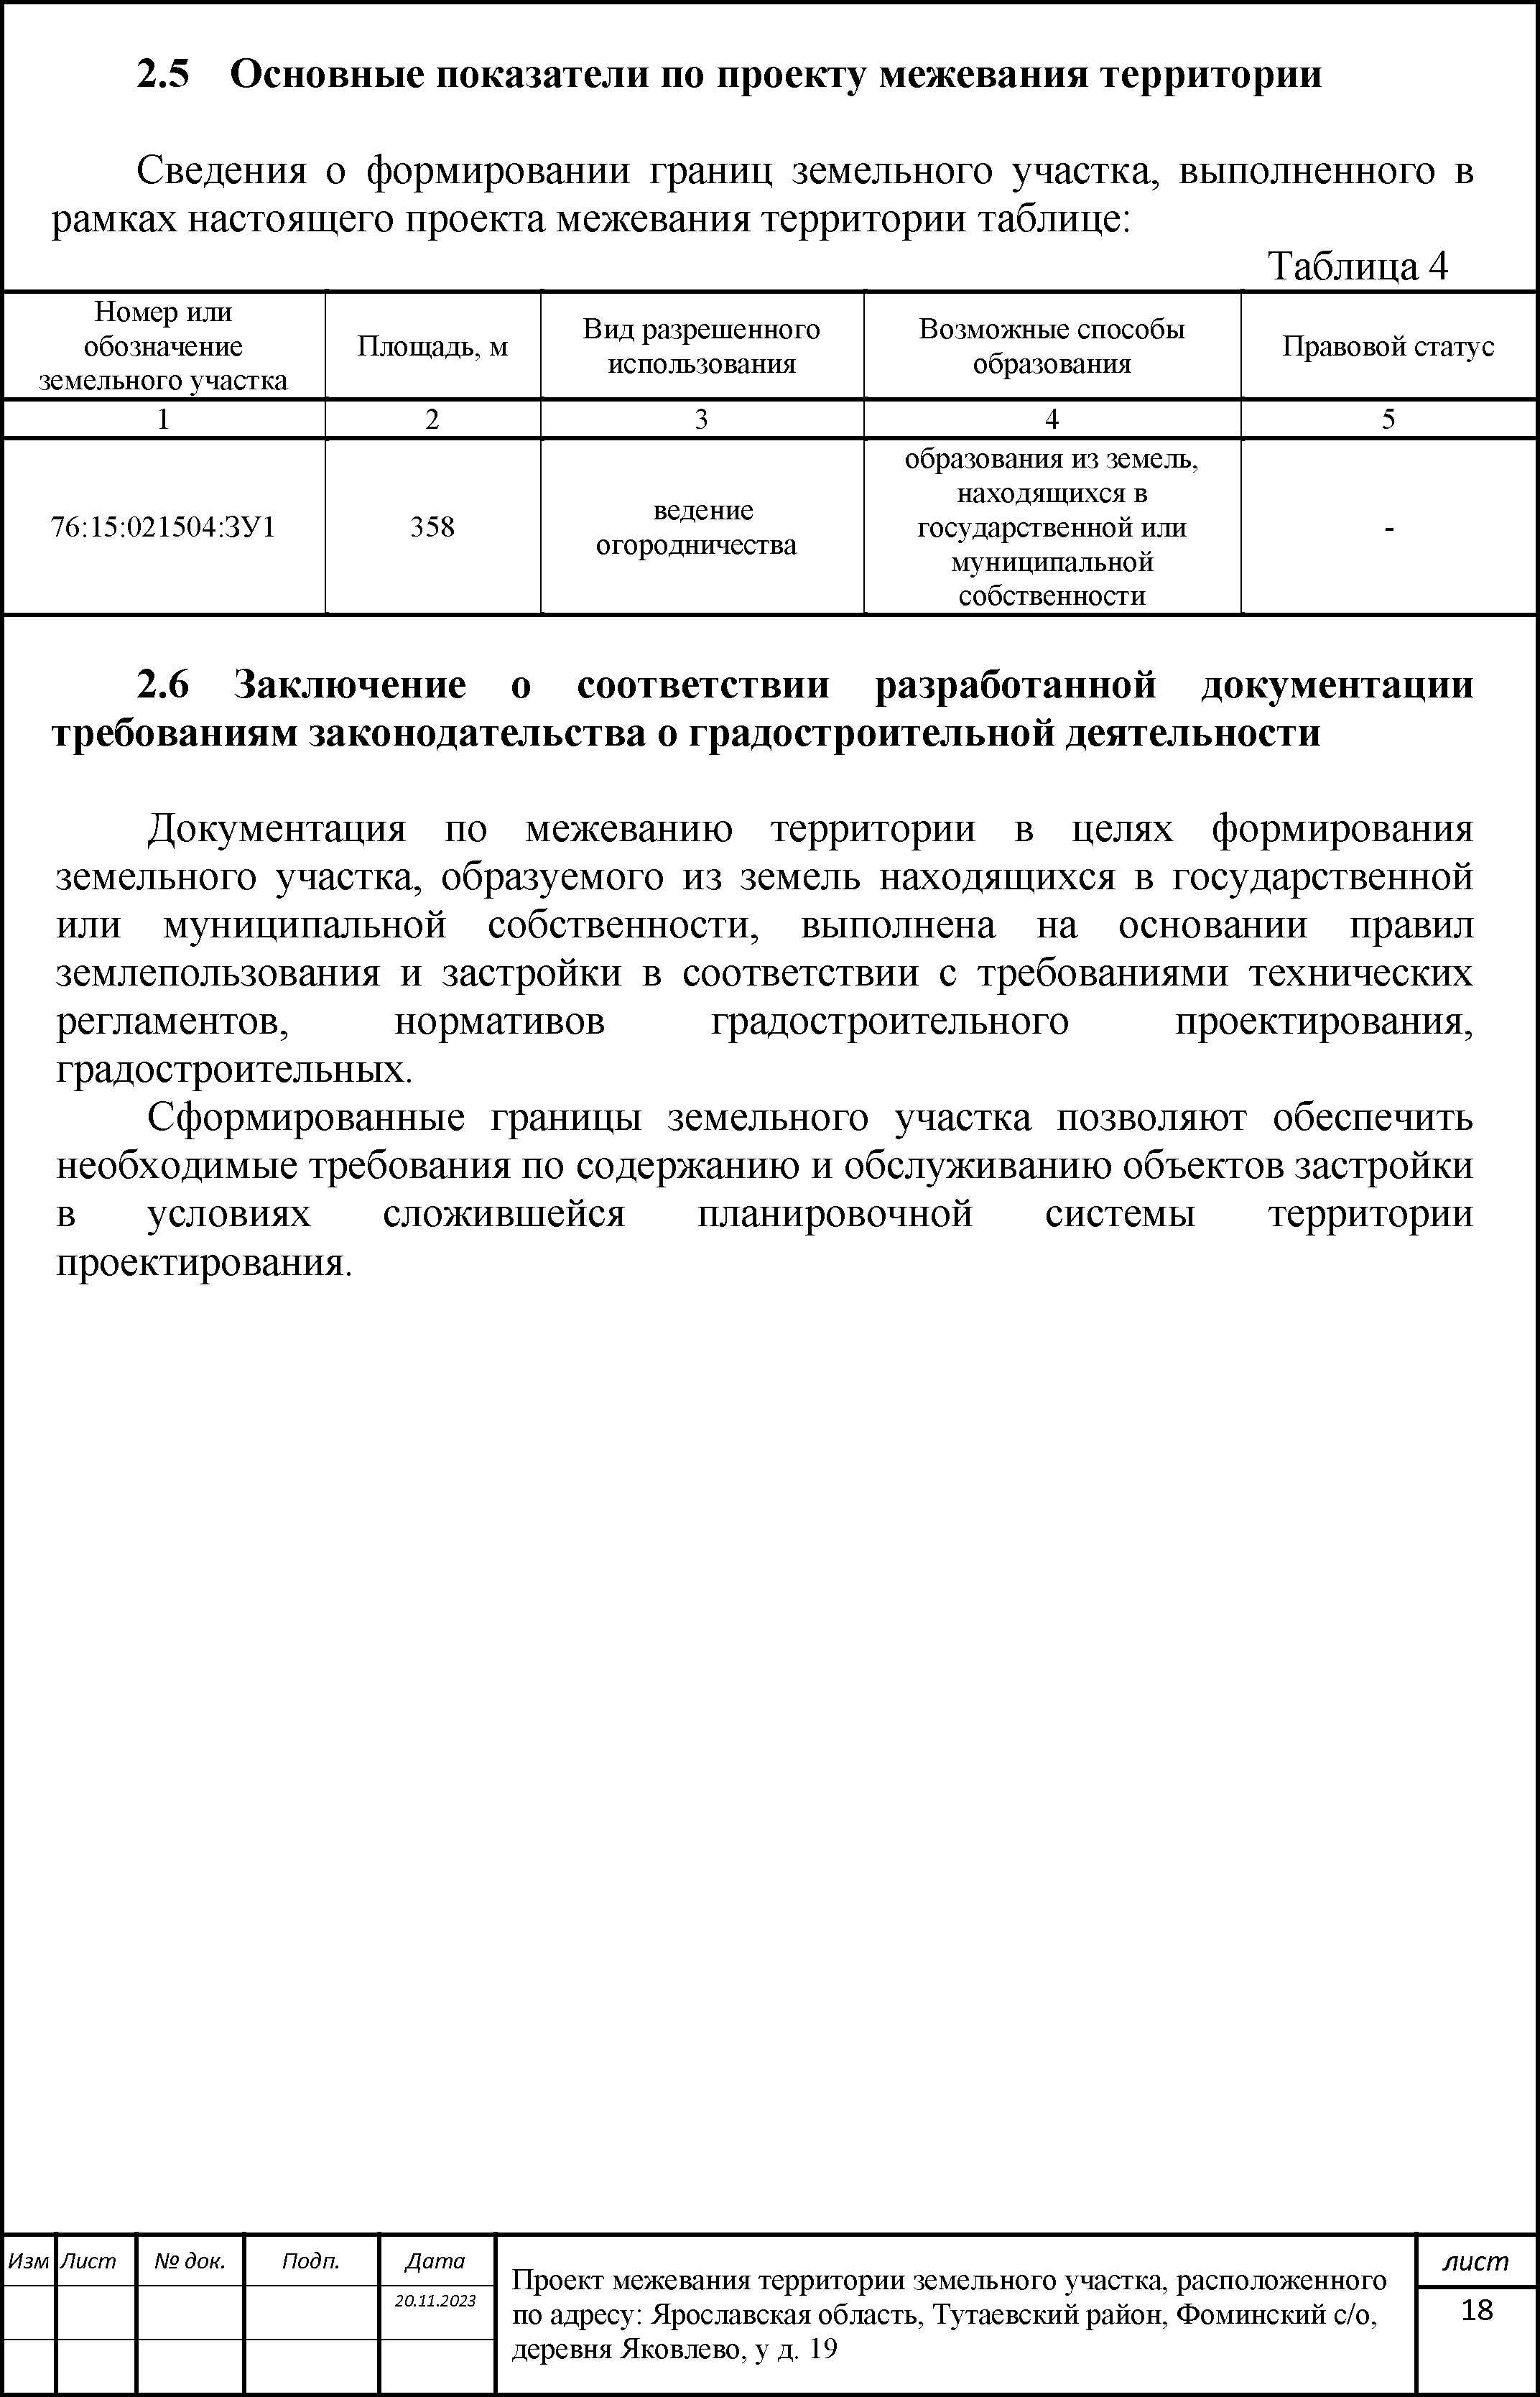 2.5 Основные показатели по проекту межевания территории
Сведения о формировании границ земельного участка, выполненного в
рамках настоящего проекта межевания территории таблице:
Таблица 4
Номер или
обозначение
земельного участка
Площадь, м
Вид разрешенного
использования
Возможные способы
образования
Правовой статус
1
2
3
4
5
76:15:021504:ЗУ1
358
ведение
огородничества
образования из земель,
находящихся в
государственной или
муниципальной
собственности
-
2.6 Заключение о соответствии разработанной документации
требованиям законодательства о градостроительной деятельности
Документация по межеванию территории в целях формирования
земельного участка, образуемого из земель находящихся в государственной
или муниципальной собственности, выполнена на основании правил
землепользования и застройки в соответствии с требованиями технических
регламентов, нормативов градостроительного проектирования,
градостроительных.
Сформированные границы земельного участка позволяют обеспечить
необходимые требования по содержанию и обслуживанию объектов застройки
в условиях сложившейся планировочной системы территории
проектирования.
Изм
Лист
№ док.
Подп.
Дата
20.11.2023
Проект межевания территории земельного участка, расположенного
по адресу: Ярославская область, Тутаевский район, Фоминский с/о,
деревня Яковлево, у д. 19
лист
18